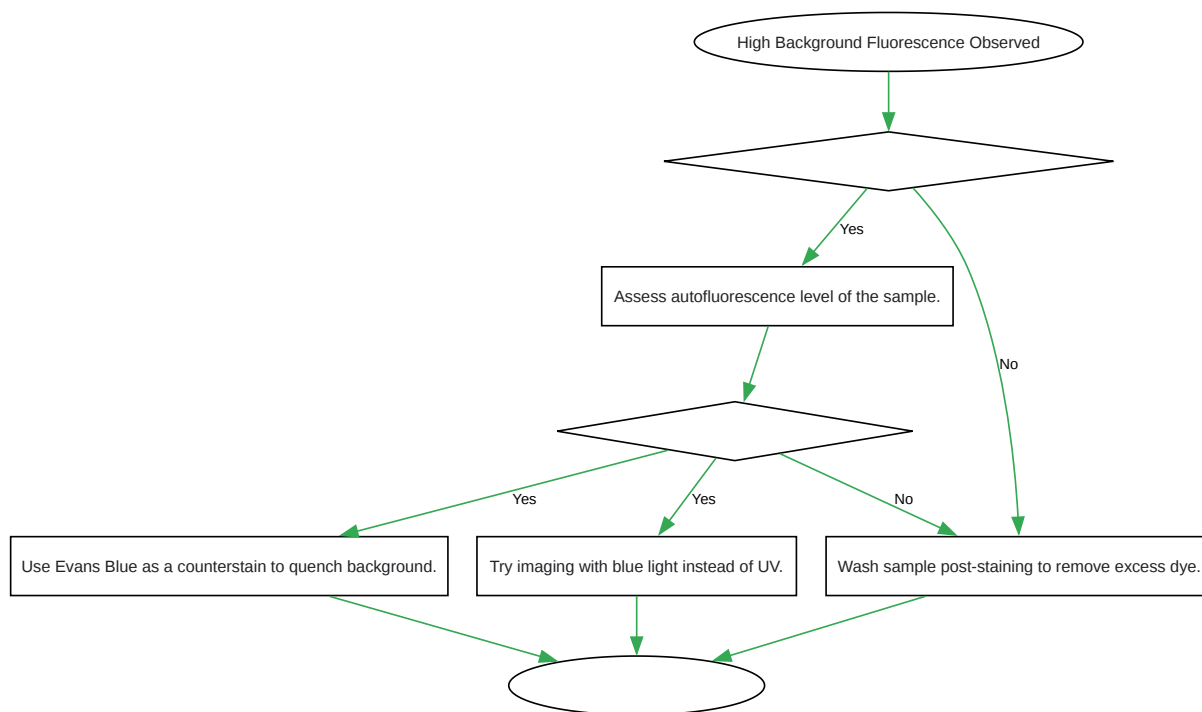 High Background Fluorescence Observed
Yes
Assess autofluorescence level of the sample.
No
Yes
Yes
No
Use Evans Blue as a counterstain to quench background.
Try imaging with blue light instead of UV.
Wash sample post-staining to remove excess dye.